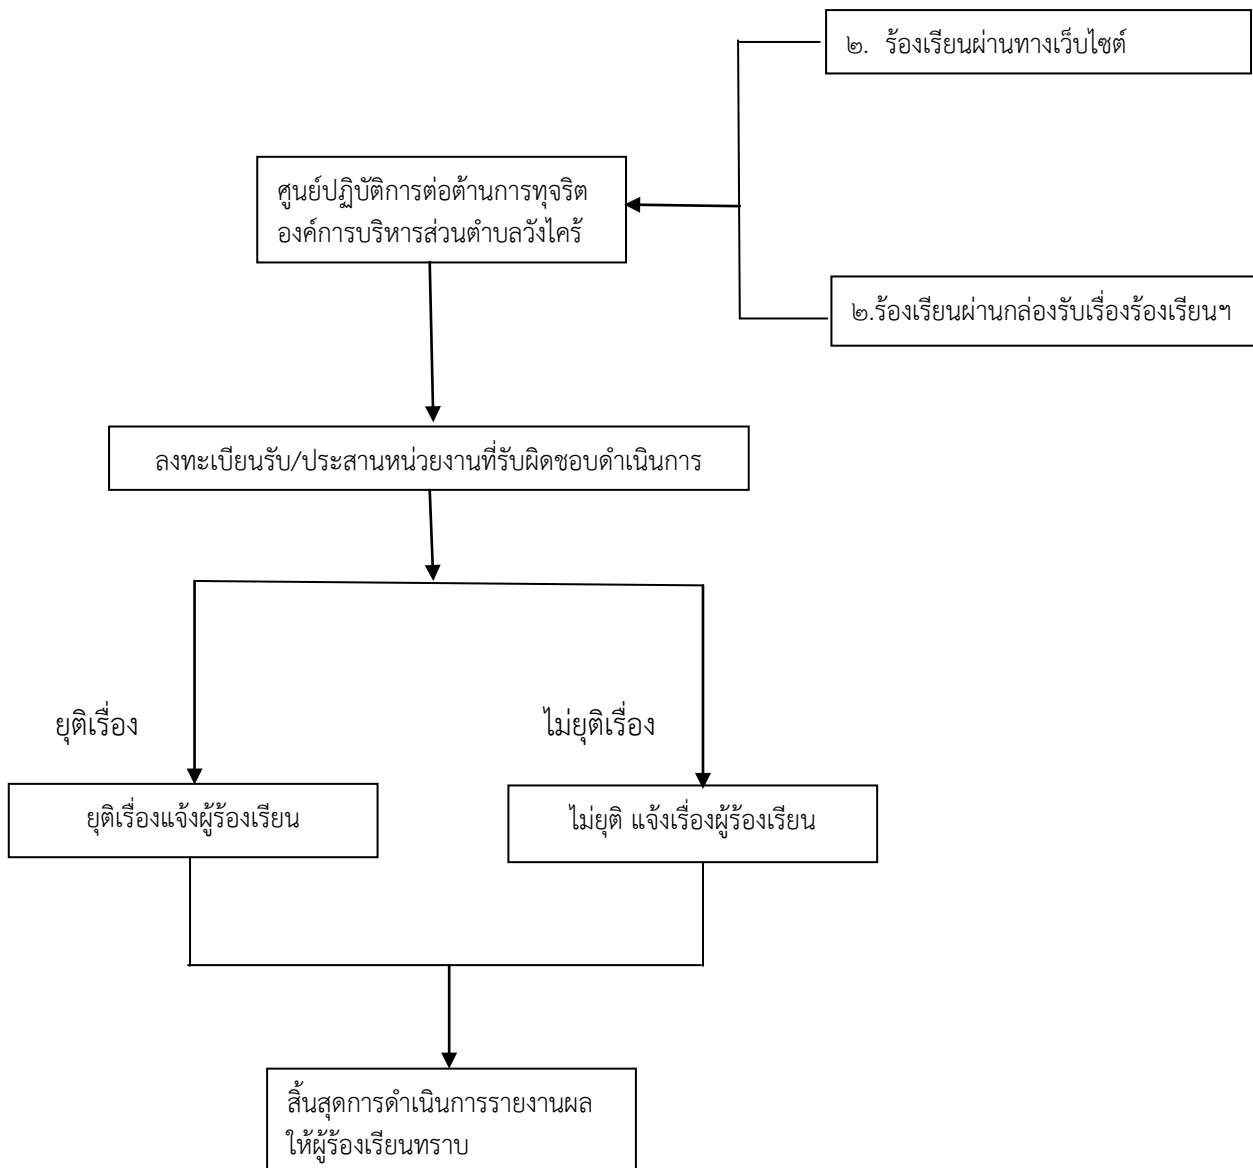 ๒.  ร้องเรียนผ่านทางเว็บไซต์
ศูนย์ปฏิบัติการต่อต้านการทุจริต
องค์การบริหารส่วนตำบลวังไคร้
๒.ร้องเรียนผ่านกล่องรับเรื่องร้องเรียนฯ
ลงทะเบียนรับ/ประสานหน่วยงานที่รับผิดชอบดำเนินการ
ยุติเรื่อง
ไม่ยุติเรื่อง
ยุติเรื่องแจ้งผู้ร้องเรียน
ไม่ยุติ แจ้งเรื่องผู้ร้องเรียน
สิ้นสุดการดำเนินการรายงานผล
ให้ผู้ร้องเรียนทราบ